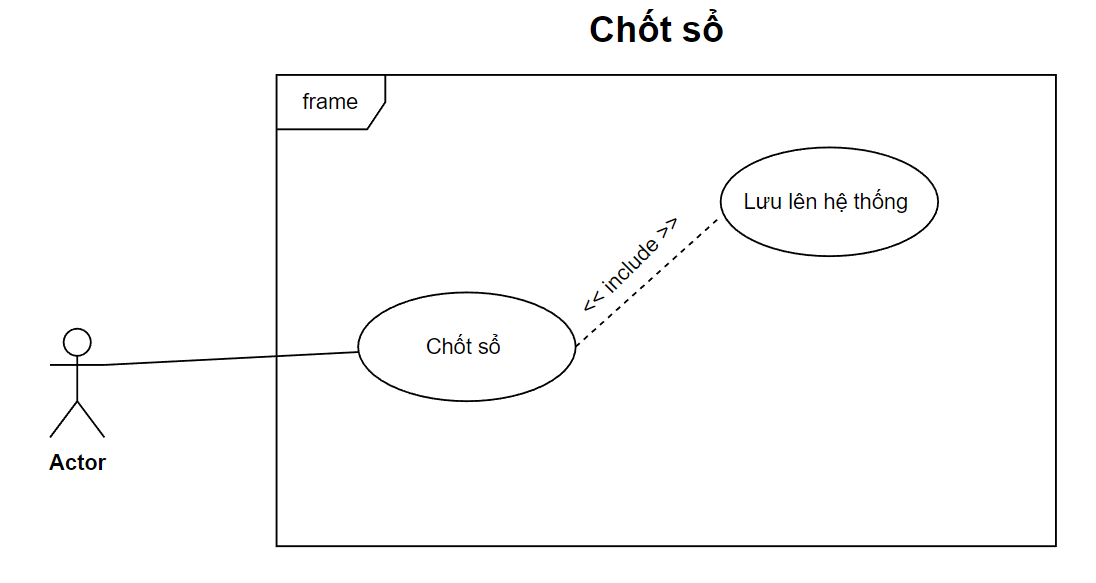 Chốt sổ
frame
Lưu lên hệ thống
<< include >>
Chốt sổ
Actor